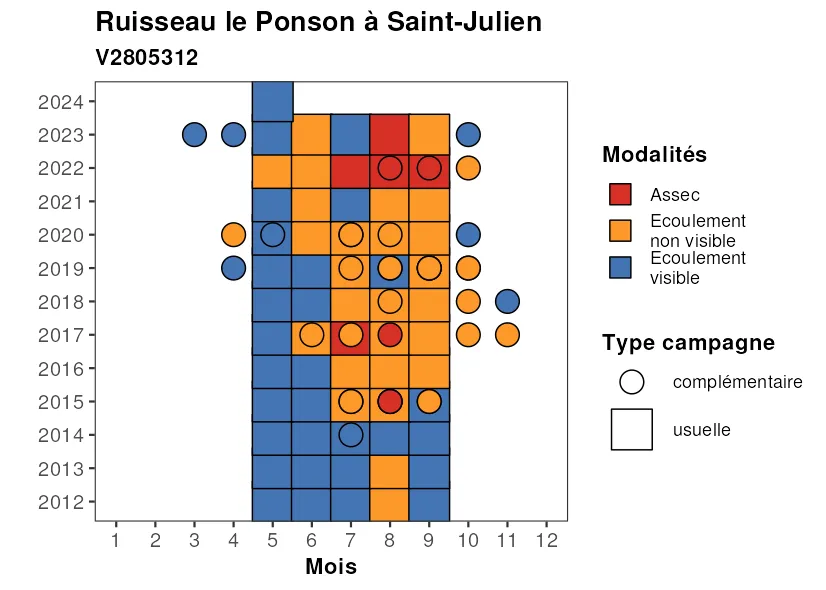 Ruisseau le Ponson à Saint-Julien
V2805312
2024
2023
2022
2021
2020
2019
2018
2017
2016
2015
2014
2013
2012
1 2 3 4 5 6 7 8 9 10 11 12
Mois
Modalités
Assec
Ecoulement
non visible
Ecoulement
visible
Type campagne
complémentaire
usuelle